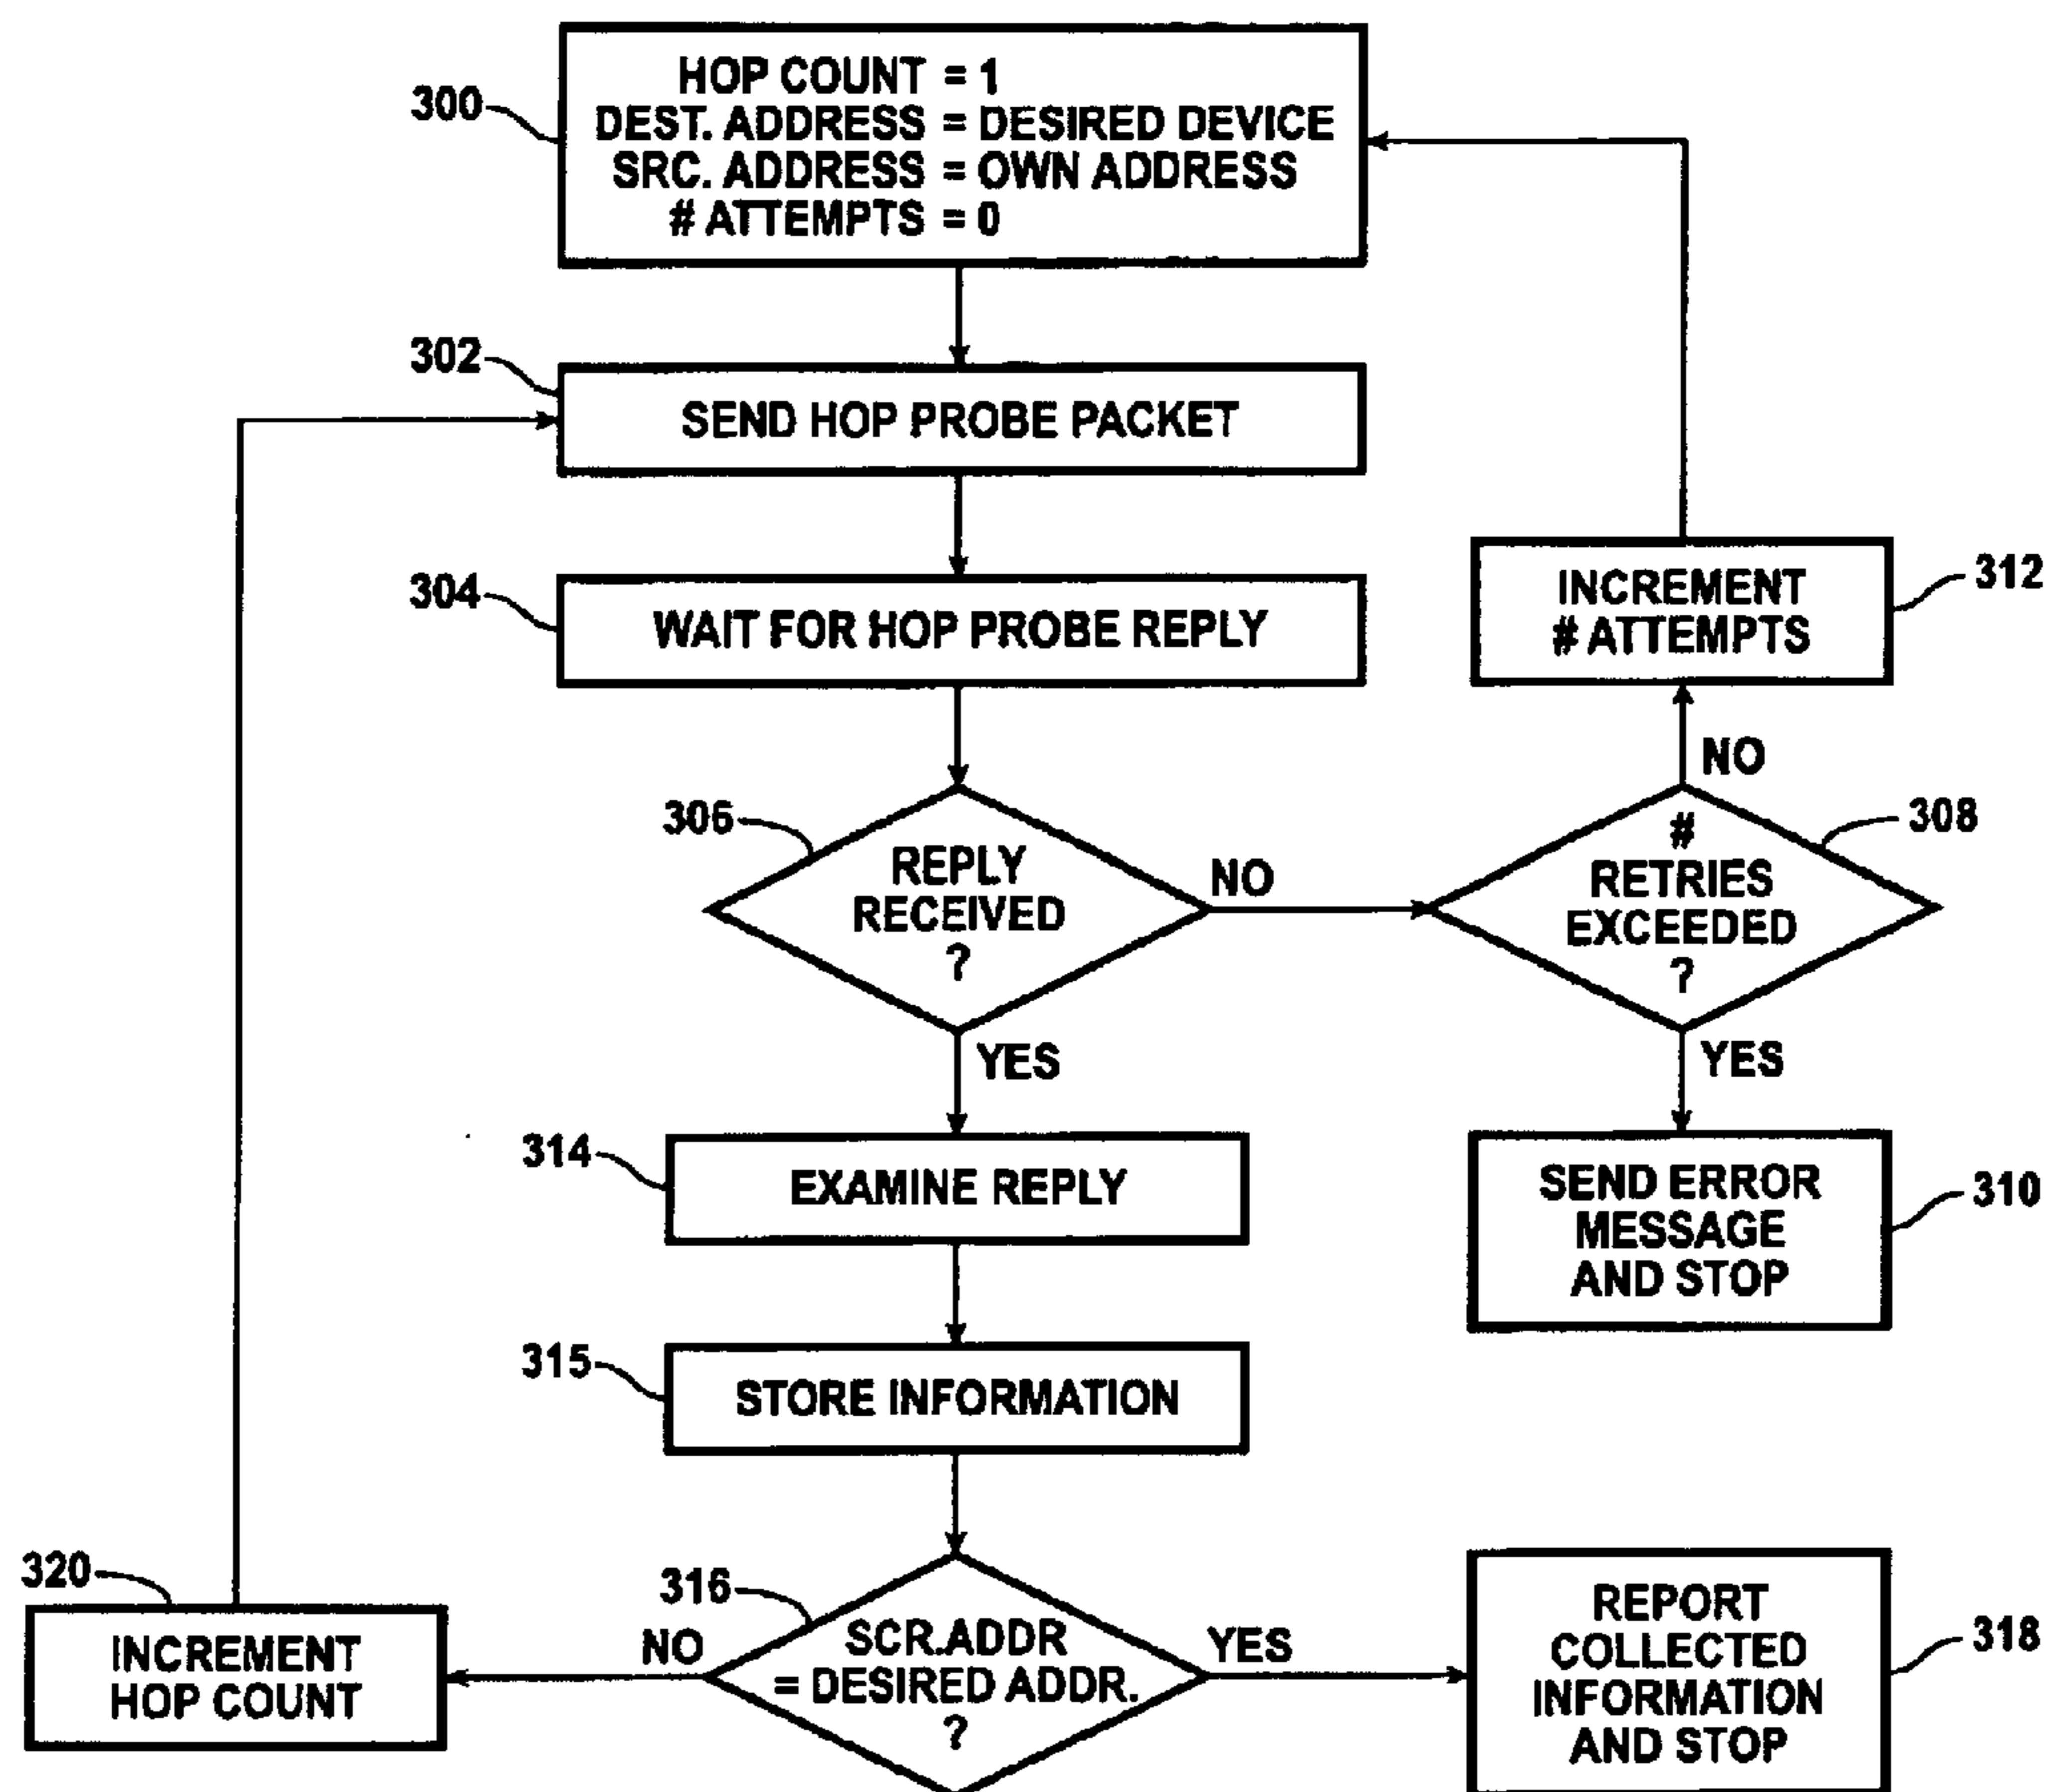 300
HOP COUNT = 1
DEST. ADDRESS = DESIRED DEVICE
SRC. ADDRESS = OWN ADDRESS
# ATTEMPTS = 0
302
SEND HOP PROBE PACKET
304
WAIT FOR HOP PROBE REPLY
312
INCREMENT
# ATTEMPTS
NO
306
REPLY
RECEIVED
?
NO
308
#
RETRIES
EXCEEDED
?
YES
YES
314
EXAMINE REPLY
310
SEND ERROR
MESSAGE
AND STOP
315
STORE INFORMATION
320
INCREMENT
HOP COUNT
NO
316
SCR.ADDR
= DESIRED ADDR.
?
YES
318
REPORT
COLLECTED
INFORMATION
AND STOP